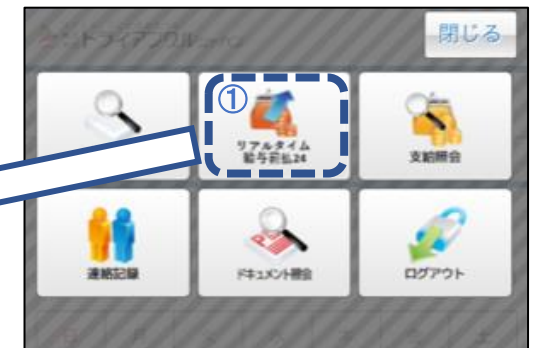 閉じる
①
リアルタイム
給与前払24
支給照会
連絡記録
ドキュメント照会
ログアウト